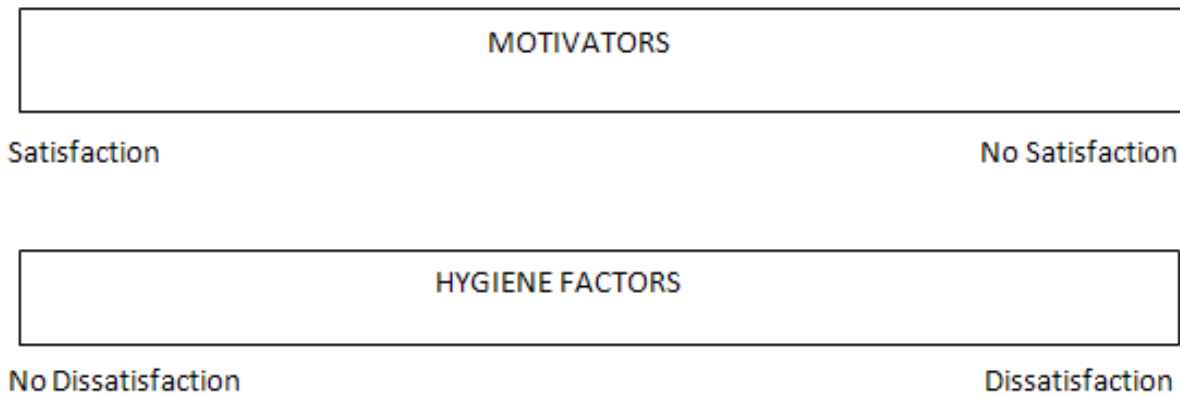 MOTIVATORS
Satisfaction No Satisfaction
HYGIENE FACTORS
No Dissatisfaction Dissatisfaction